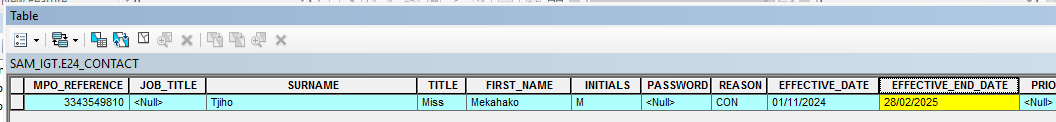 Table
SAM_IGT.E24_CONTACT
MPO_REFERENCE JOB_TITLE SURNAME TITLE FIRST_NAME INITIALS PASSWORD REASON EFFECTIVE_DATE EFFECTIVE_END_DATE PRIO
3343549810 <Null> Tjiho Miss Mekahako M <Null> CON 01/11/2024 28/02/2025 <Null>